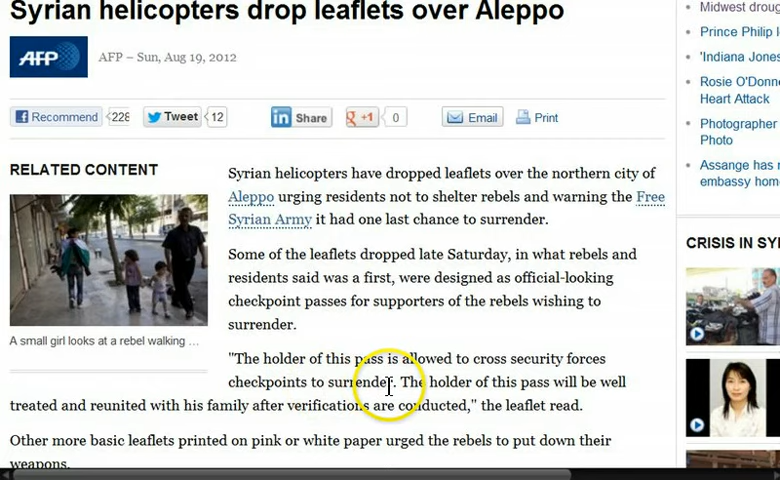 Syrian helicopters drop leaflets over Aleppo
AFP
AFP – Sun, Aug 19, 2012
Recommend 228
Tweet 12
in Share
g +1 0
Email
Print
RELATED CONTENT
A small girl looks at a rebel walking ...
Syrian helicopters have dropped leaflets over the northern city of
Aleppo urging residents not to shelter rebels and warning the Free
Syrian Army it had one last chance to surrender.
Some of the leaflets dropped late Saturday, in what rebels and
residents said was a first, were designed as official-looking
checkpoint passes for supporters of the rebels wishing to
surrender.
"The holder of this pass is allowed to cross security forces
checkpoints to surrender. The holder of this pass will be well
treated and reunited with his family after verifications are conducted," the leaflet read.
Other more basic leaflets printed on pink or white paper urged the rebels to put down their
weapons.
Midwest droug
Prince Philip l
'Indiana Jones
Rosie O'Donne
Heart Attack
Photographer
Photo
Assange has r
embassy hom
CRISIS IN SY